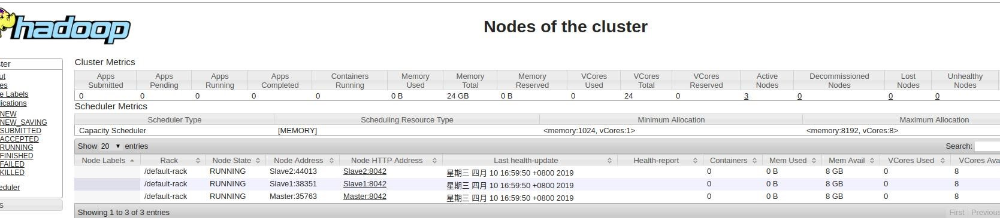 hadoop
Nodes of the cluster
ster
ut
es
e Labels
lications
NEW
NEW_SAVING
SUBMITTED
ACCEPTED
RUNNING
FINISHED
FAILED
KILLED
eduler
s
Cluster Metrics
Apps Submitted Apps Pending Apps Running Apps Completed Containers Running Memory Used Memory Total Memory Reserved VCores Used VCores Total VCores Reserved Active Nodes Decommissioned Nodes Lost Nodes Unhealthy Nodes
0 0 0 0 0 0 B 24 GB 0 B 0 24 0 3 0 0 0
Scheduler Metrics
Scheduler Type Scheduling Resource Type Minimum Allocation Maximum Allocation
Capacity Scheduler [MEMORY] <memory:1024, vCores:1> <memory:8192, vCores:8>
Show 20 entries Search:
Node Labels Rack Node State Node Address Node HTTP Address Last health-update Health-report Containers Mem Used Mem Avail VCores Used VCores Ava
/default-rack RUNNING Slave2:44013 Slave2:8042 星期三 四月 10 16:59:50 +0800 2019 0 0 B 8 GB 0 8
/default-rack RUNNING Slave1:38351 Slave1:8042 星期三 四月 10 16:59:50 +0800 2019 0 0 B 8 GB 0 8
/default-rack RUNNING Master:35763 Master:8042 星期三 四月 10 16:59:50 +0800 2019 0 0 B 8 GB 0 8
Showing 1 to 3 of 3 entries First Previous